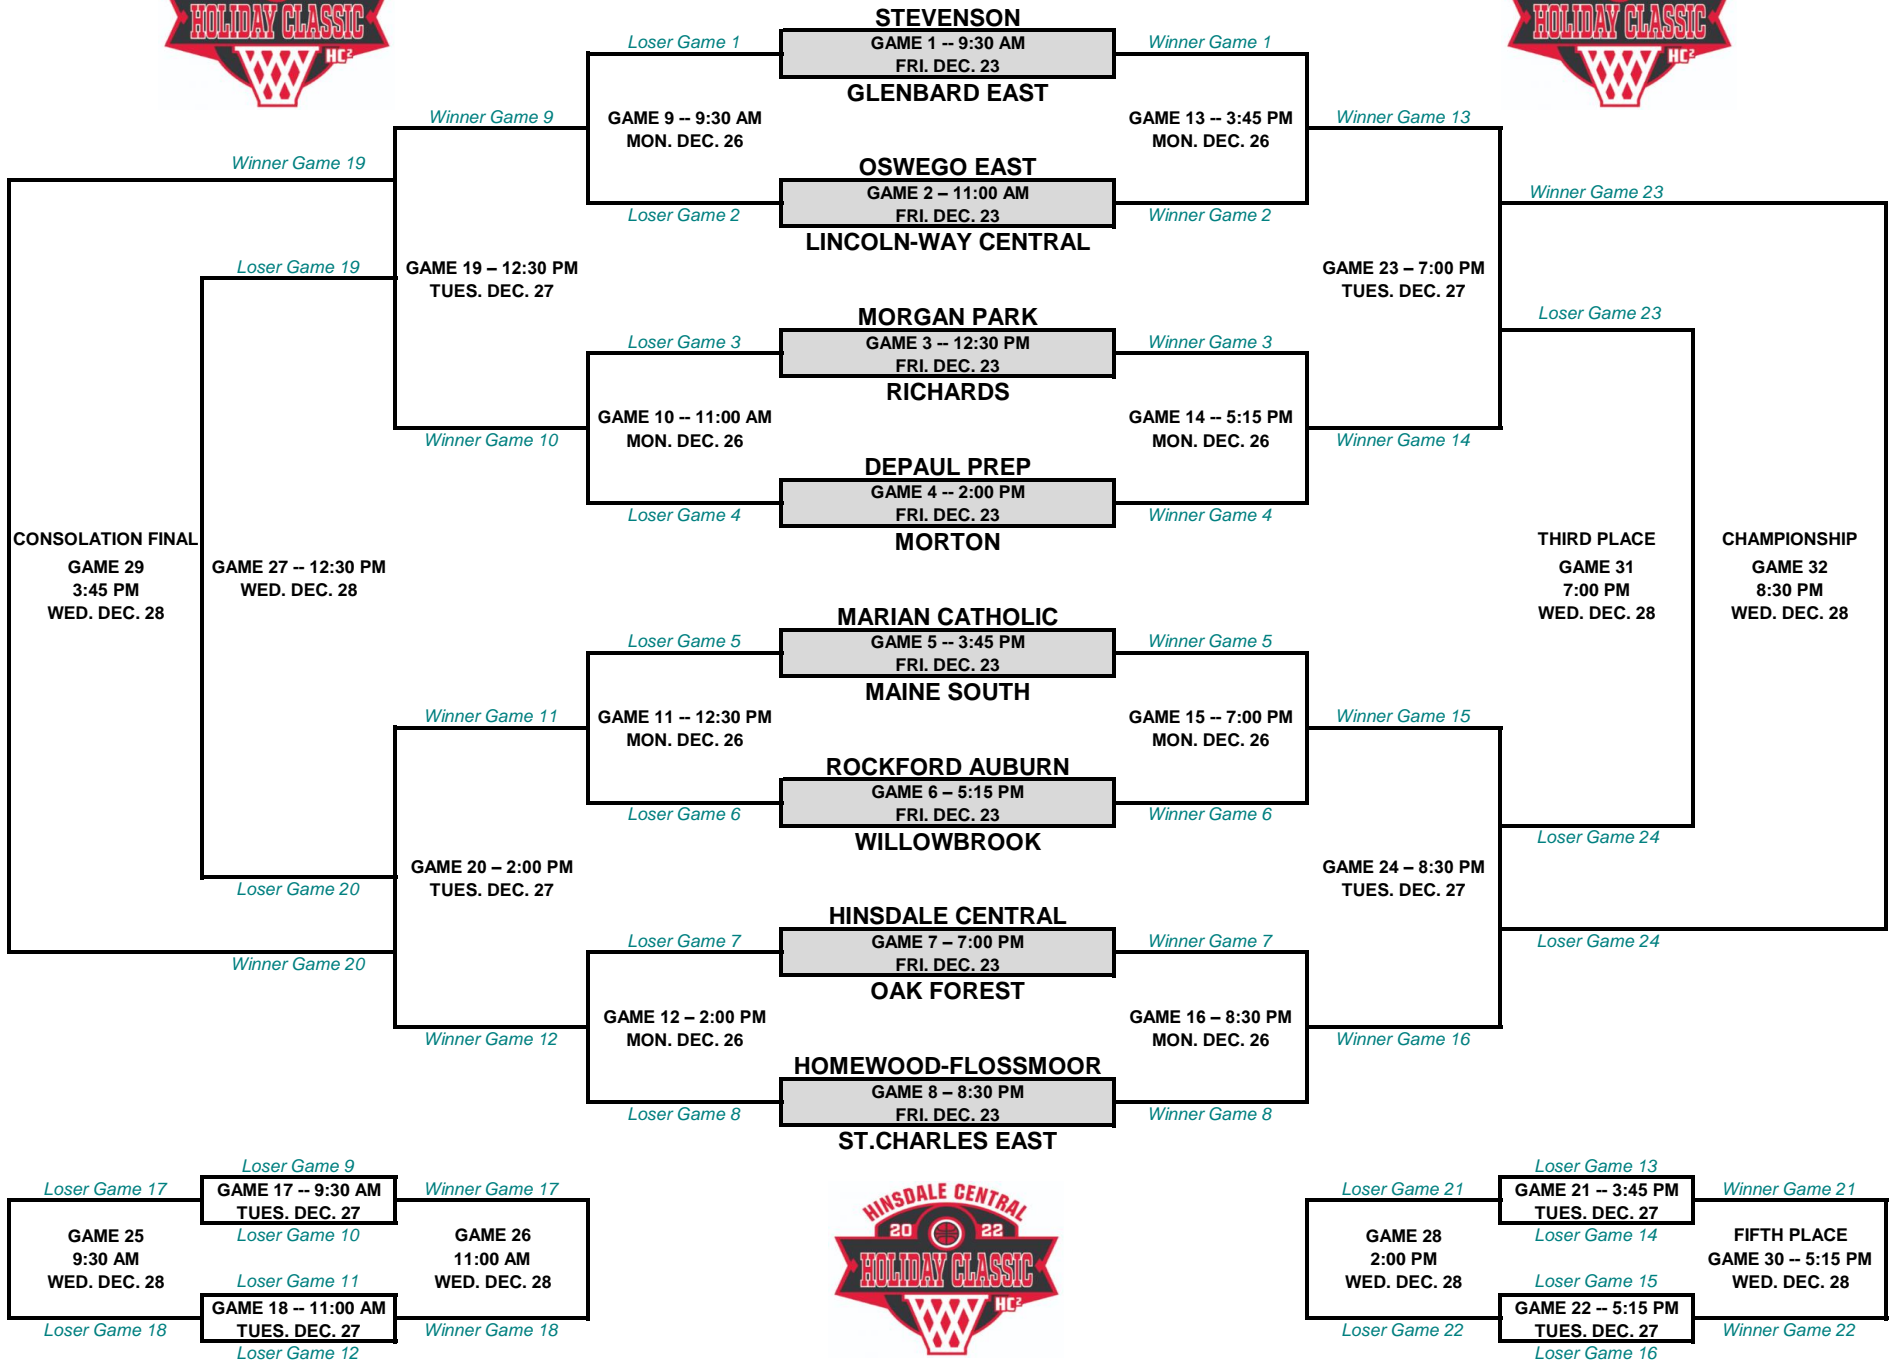 HOLIDAY CLASSIC
HC²
HOLIDAY CLASSIC
HC²
STEVENSON
Loser Game 1
GAME 1 -- 9:30 AM
FRI. DEC. 23
Winner Game 1
GLENBARD EAST
Winner Game 9
GAME 9 -- 9:30 AM
MON. DEC. 26
GAME 13 -- 3:45 PM
MON. DEC. 26
Winner Game 13
Winner Game 19
OSWEGO EAST
GAME 2 – 11:00 AM
FRI. DEC. 23
Winner Game 23
Loser Game 2
Winner Game 2
LINCOLN-WAY CENTRAL
Loser Game 19
GAME 19 – 12:30 PM
TUES. DEC. 27
GAME 23 – 7:00 PM
TUES. DEC. 27
MORGAN PARK
Loser Game 23
Loser Game 3
GAME 3 -- 12:30 PM
FRI. DEC. 23
Winner Game 3
RICHARDS
GAME 10 -- 11:00 AM
MON. DEC. 26
GAME 14 -- 5:15 PM
MON. DEC. 26
Winner Game 10
Winner Game 14
DEPAUL PREP
GAME 4 -- 2:00 PM
FRI. DEC. 23
Loser Game 4
Winner Game 4
MORTON
CONSOLATION FINAL
GAME 29
3:45 PM
WED. DEC. 28
GAME 27 -- 12:30 PM
WED. DEC. 28
THIRD PLACE
GAME 31
7:00 PM
WED. DEC. 28
CHAMPIONSHIP
GAME 32
8:30 PM
WED. DEC. 28
MARIAN CATHOLIC
Loser Game 5
GAME 5 -- 3:45 PM
FRI. DEC. 23
Winner Game 5
MAINE SOUTH
Winner Game 11
GAME 11 -- 12:30 PM
MON. DEC. 26
GAME 15 -- 7:00 PM
MON. DEC. 26
Winner Game 15
ROCKFORD AUBURN
GAME 6 – 5:15 PM
FRI. DEC. 23
Loser Game 6
Winner Game 6
WILLOWBROOK
Loser Game 24
GAME 20 – 2:00 PM
TUES. DEC. 27
GAME 24 – 8:30 PM
TUES. DEC. 27
Loser Game 20
HINSDALE CENTRAL
Loser Game 7
GAME 7 – 7:00 PM
FRI. DEC. 23
Winner Game 7
Loser Game 24
Winner Game 20
OAK FOREST
GAME 12 – 2:00 PM
MON. DEC. 26
GAME 16 – 8:30 PM
MON. DEC. 26
Winner Game 12
Winner Game 16
HOMEWOOD-FLOSSMOOR
GAME 8 – 8:30 PM
FRI. DEC. 23
Loser Game 8
Winner Game 8
ST.CHARLES EAST
Loser Game 9
Loser Game 17
GAME 17 -- 9:30 AM
TUES. DEC. 27
Winner Game 17
Loser Game 10
GAME 25
9:30 AM
WED. DEC. 28
GAME 26
11:00 AM
WED. DEC. 28
Loser Game 11
GAME 18 -- 11:00 AM
TUES. DEC. 27
Loser Game 18
Winner Game 18
Loser Game 12
HINSDALE CENTRAL
20 22
HOLIDAY CLASSIC
HC²
Loser Game 13
Loser Game 21
GAME 21 -- 3:45 PM
TUES. DEC. 27
Winner Game 21
Loser Game 14
GAME 28
2:00 PM
WED. DEC. 28
FIFTH PLACE
GAME 30 -- 5:15 PM
WED. DEC. 28
Loser Game 15
GAME 22 -- 5:15 PM
TUES. DEC. 27
Loser Game 22
Winner Game 22
Loser Game 16